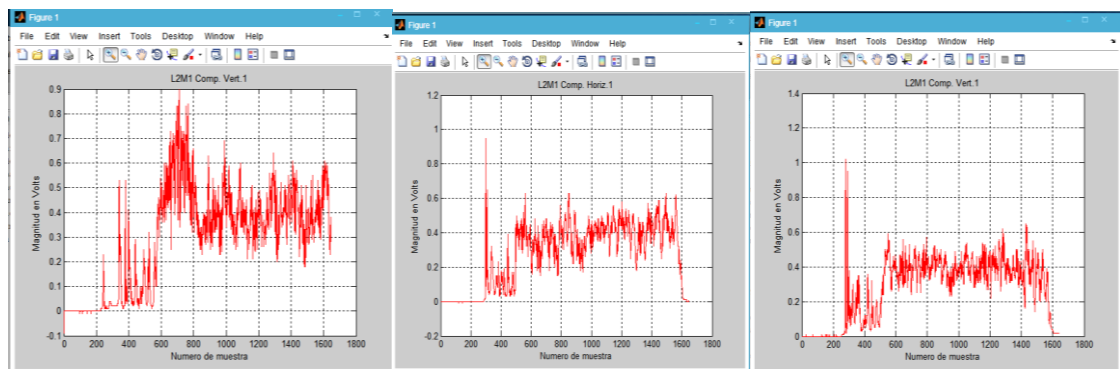 Figure 1
File Edit View Insert Tools Desktop Window Help
L2M1 Comp. Vert.1
Magnitud en Volts
0.9
0.8
0.7
0.6
0.5
0.4
0.3
0.2
0.1
0
-0.1
0 200 400 600 800 1000 1200 1400 1600 1800
Numero de muestra
Figure 1
File Edit View Insert Tools Desktop Window Help
L2M1 Comp. Horiz.1
Magnitud en Volts
1.2
1
0.8
0.6
0.4
0.2
0
-0.2
0 200 400 600 800 1000 1200 1400 1600 1800
Numero de muestra
Figure 1
File Edit View Insert Tools Desktop Window Help
L2M1 Comp. Vert.1
Magnitud en Volts
1.4
1.2
1
0.8
0.6
0.4
0.2
0
0 200 400 600 800 1000 1200 1400 1600 1800
Numero de muestra